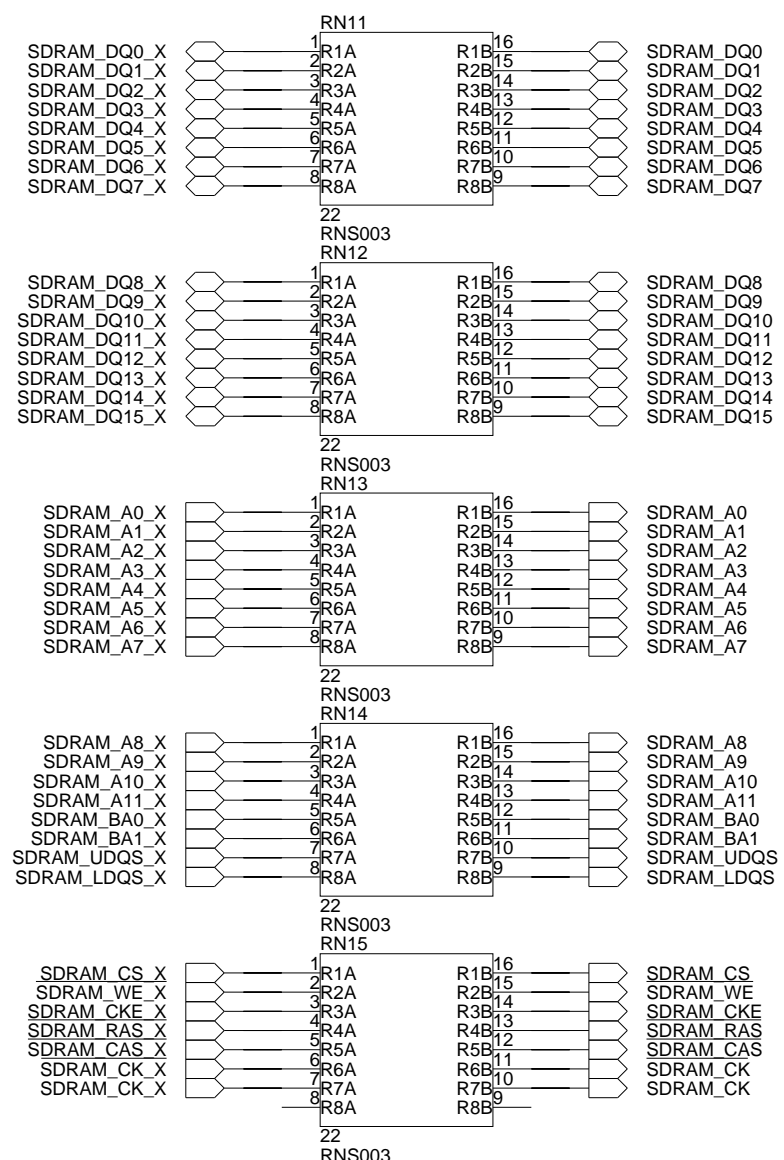 RN11
SDRAM_DQ0_X 1 R1A R1B 16 SDRAM_DQ0
SDRAM_DQ1_X 2 R2A R2B 15 SDRAM_DQ1
SDRAM_DQ2_X 3 R3A R3B 14 SDRAM_DQ2
SDRAM_DQ3_X 4 R4A R4B 13 SDRAM_DQ3
SDRAM_DQ4_X 5 R5A R5B 12 SDRAM_DQ4
SDRAM_DQ5_X 6 R6A R6B 11 SDRAM_DQ5
SDRAM_DQ6_X 7 R7A R7B 10 SDRAM_DQ6
SDRAM_DQ7_X 8 R8A R8B 9 SDRAM_DQ7
22
RNS003
RN12
SDRAM_DQ8_X 1 R1A R1B 16 SDRAM_DQ8
SDRAM_DQ9_X 2 R2A R2B 15 SDRAM_DQ9
SDRAM_DQ10_X 3 R3A R3B 14 SDRAM_DQ10
SDRAM_DQ11_X 4 R4A R4B 13 SDRAM_DQ11
SDRAM_DQ12_X 5 R5A R5B 12 SDRAM_DQ12
SDRAM_DQ13_X 6 R6A R6B 11 SDRAM_DQ13
SDRAM_DQ14_X 7 R7A R7B 10 SDRAM_DQ14
SDRAM_DQ15_X 8 R8A R8B 9 SDRAM_DQ15
22
RNS003
RN13
SDRAM_A0_X 1 R1A R1B 16 SDRAM_A0
SDRAM_A1_X 2 R2A R2B 15 SDRAM_A1
SDRAM_A2_X 3 R3A R3B 14 SDRAM_A2
SDRAM_A3_X 4 R4A R4B 13 SDRAM_A3
SDRAM_A4_X 5 R5A R5B 12 SDRAM_A4
SDRAM_A5_X 6 R6A R6B 11 SDRAM_A5
SDRAM_A6_X 7 R7A R7B 10 SDRAM_A6
SDRAM_A7_X 8 R8A R8B 9 SDRAM_A7
22
RNS003
RN14
SDRAM_A8_X 1 R1A R1B 16 SDRAM_A8
SDRAM_A9_X 2 R2A R2B 15 SDRAM_A9
SDRAM_A10_X 3 R3A R3B 14 SDRAM_A10
SDRAM_A11_X 4 R4A R4B 13 SDRAM_A11
SDRAM_BA0_X 5 R5A R5B 12 SDRAM_BA0
SDRAM_BA1_X 6 R6A R6B 11 SDRAM_BA1
SDRAM_UDQS_X 7 R7A R7B 10 SDRAM_UDQS
SDRAM_LDQS_X 8 R8A R8B 9 SDRAM_LDQS
22
RNS003
RN15
SDRAM_CS_X 1 R1A R1B 16 SDRAM_CS
SDRAM_WE_X 2 R2A R2B 15 SDRAM_WE
SDRAM_CKE_X 3 R3A R3B 14 SDRAM_CKE
SDRAM_RAS_X 4 R4A R4B 13 SDRAM_RAS
SDRAM_CAS_X 5 R5A R5B 12 SDRAM_CAS
SDRAM_CK_X 6 R6A R6B 11 SDRAM_CK
SDRAM_CK_X 7 R7A R7B 10 SDRAM_CK
8 R8A R8B 9
22
RNS003